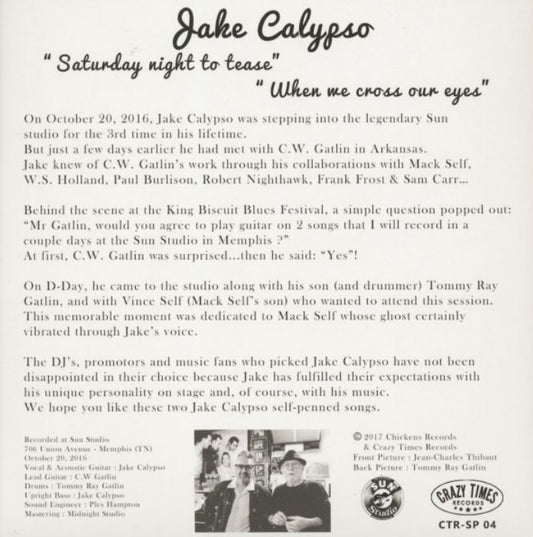 Jake Calypso
“ Saturday night to tease”
“ When we cross our eyes”
On October 20, 2016, Jake Calypso was stepping into the legendary Sun
studio for the 3rd time in his lifetime.
But just a few days earlier he had met with C.W. Gatlin in Arkansas.
Jake knew of C.W. Gatlin's work through his collaborations with Mack Self,
W.S. Holland, Paul Burlison, Robert Nighthawk, Frank Frost & Sam Carr...
Behind the scene at the King Biscuit Blues Festival, a simple question popped out:
“Mr Gatlin, would you agree to play guitar on 2 songs that I will record in a
couple days at the Sun Studio in Memphis ?”
At first, C.W. Gatlin was surprised...then he said: “Yes”!
On D-Day, he came to the studio along with his son (and drummer) Tommy Ray
Gatlin, and with Vince Self (Mack Self's son) who wanted to attend this session.
This memorable moment was dedicated to Mack Self whose ghost certainly
vibrated through Jake's voice.
The DJ's, promotors and music fans who picked Jake Calypso have not been
disappointed in their choice because Jake has fulfilled their expectations with
his unique personality on stage and, of course, with his music.
We hope you like these two Jake Calypso self-penned songs.
Recorded at Sun Studio
706 Union Avenue - Memphis (TN)
October 20, 2016
Vocal & Acoustic Guitar : Jake Calypso
Lead Guitar : C.W Gatlin
Drums : Tommy Ray Gatlin
Upright Bass : Jake Calypso
Sound Engineer : Ples Hampton
Mastering : Midnight Studio
© 2017 Chickens Records
& Crazy Times Records
Front Picture : Jean-Charles Thibaut
Back Picture : Tommy Ray Gatlin
SUN
Studio
CRAZY TIMES
RECORDS
CTR-SP 04